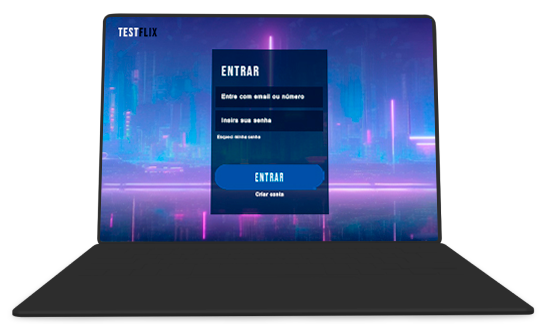 TESTFLIX
ENTRAR
Entre com email ou número
Insira sua senha
Esqueci minha senha
ENTRAR
Criar conta